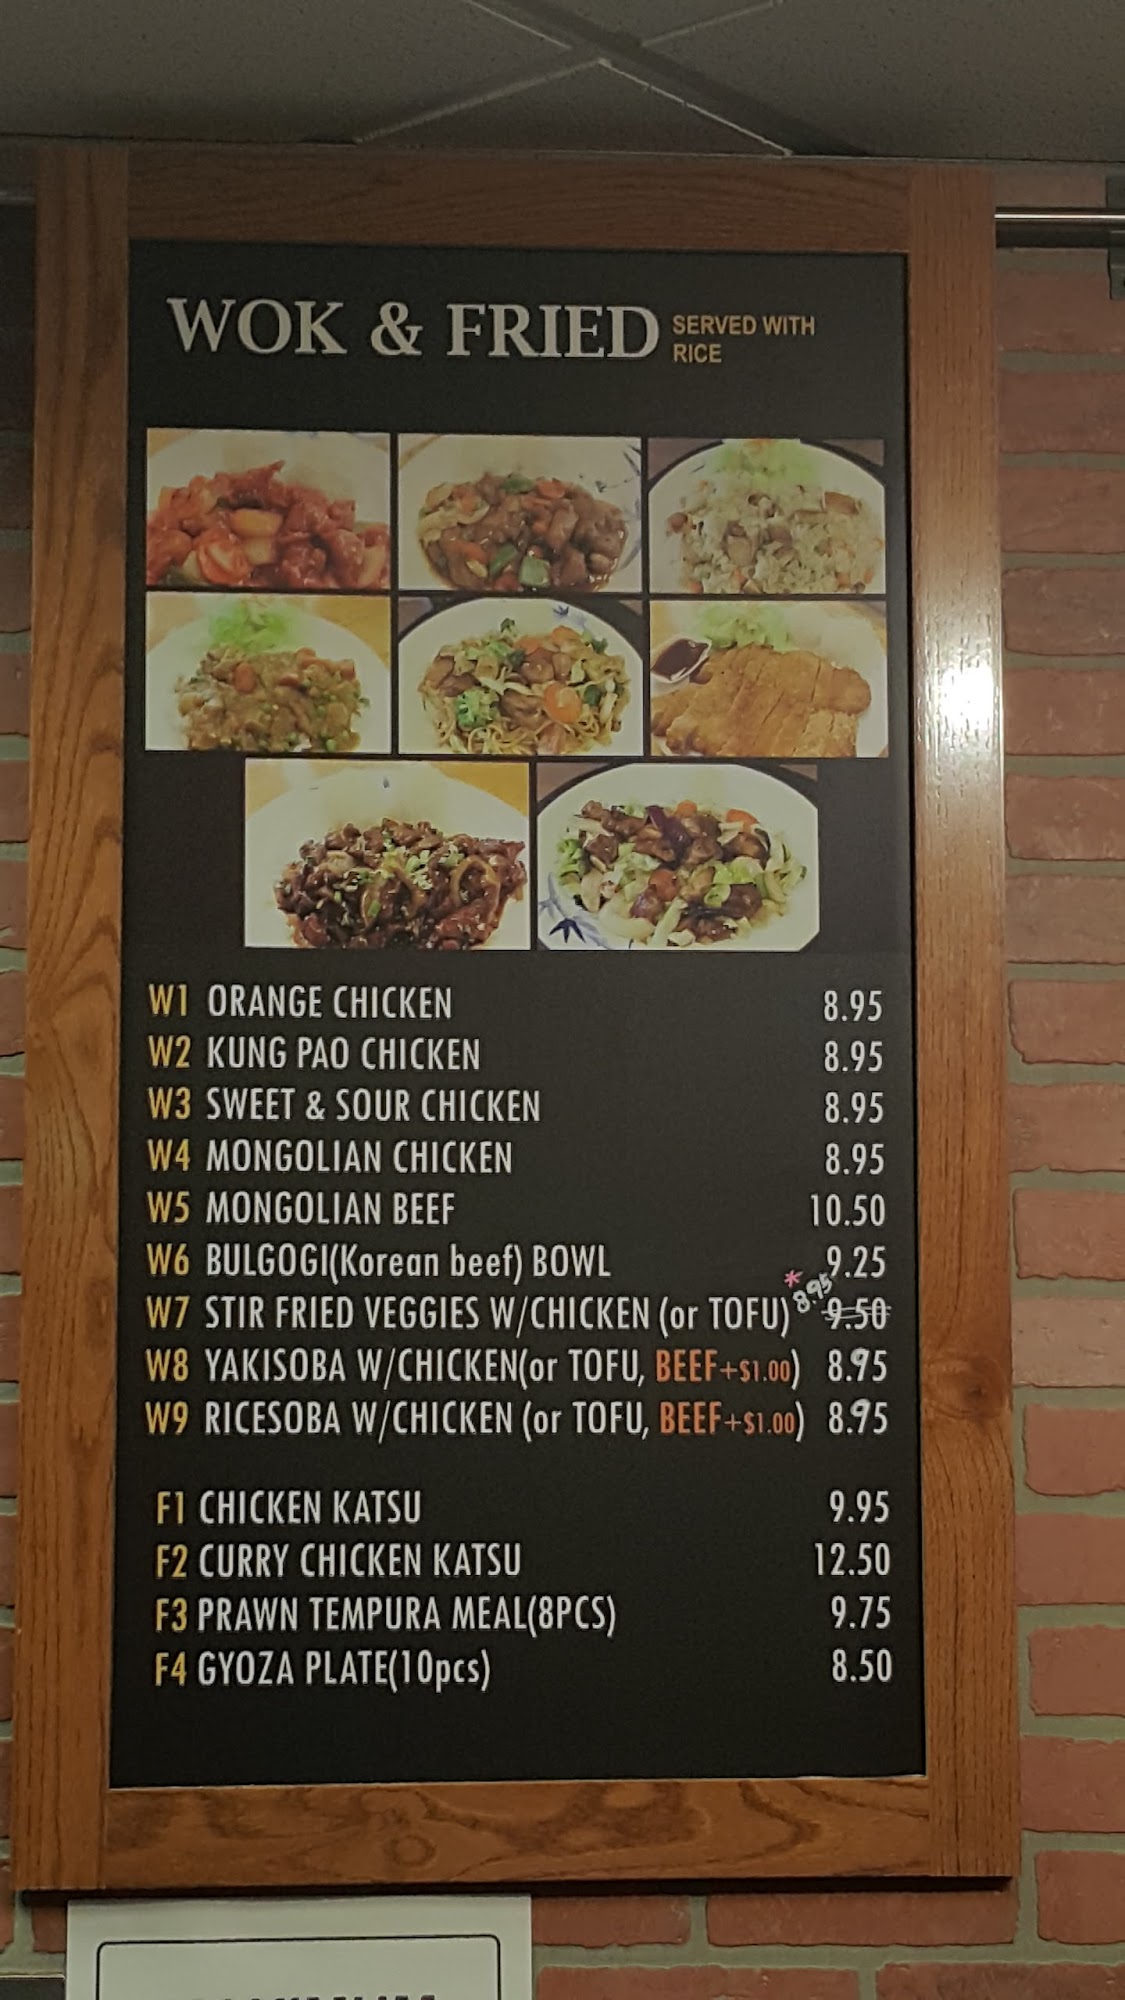 WOK & FRIED SERVED WITH
RICE
W1 ORANGE CHICKEN 8.95
W2 KUNG PAO CHICKEN 8.95
W3 SWEET & SOUR CHICKEN 8.95
W4 MONGOLIAN CHICKEN 8.95
W5 MONGOLIAN BEEF 10.50
W6 BULGOGI(Korean beef) BOWL 9.25
W7 STIR FRIED VEGGIES W/CHICKEN (or TOFU) * 8.95 9.50
W8 YAKISOBA W/CHICKEN(or TOFU, BEEF+$1.00) 8.95
W9 RICESOBA W/CHICKEN (or TOFU, BEEF+$1.00) 8.95
F1 CHICKEN KATSU 9.95
F2 CURRY CHICKEN KATSU 12.50
F3 PRAWN TEMPURA MEAL(8PCS) 9.75
F4 GYOZA PLATE(10pcs) 8.50